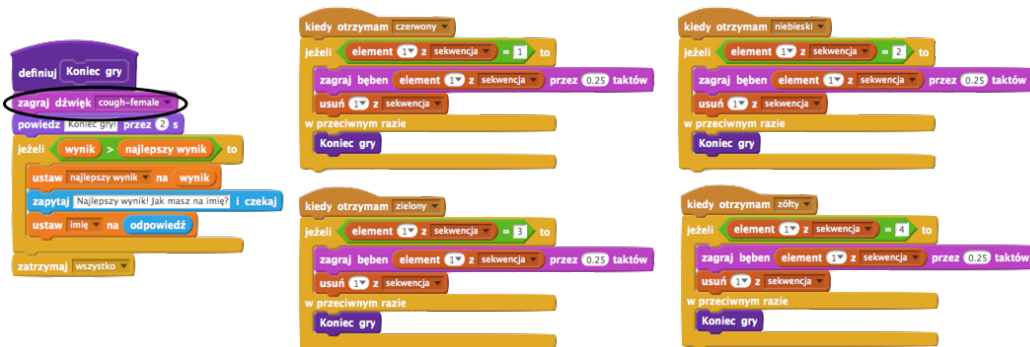 definiuj Koniec gry
zagraj dźwięk cough-female
powiedz Koniec gry! przez 2 s
jeżeli wynik > najlepszy wynik to
ustaw najlepszy wynik na wynik
zapytaj Najlepszy wynik! Jak masz na imię? i czekaj
ustaw imię na odpowiedź
zatrzymaj wszystko
kiedy otrzymam czerwony
jeżeli element 1 z sekwencja = 1 to
zagraj bęben element 1 z sekwencja przez 0.25 taktów
usuń 1 z sekwencja
w przeciwnym razie
Koniec gry
kiedy otrzymam niebieski
jeżeli element 1 z sekwencja = 2 to
zagraj bęben element 1 z sekwencja przez 0.25 taktów
usuń 1 z sekwencja
w przeciwnym razie
Koniec gry
kiedy otrzymam zielony
jeżeli element 1 z sekwencja = 3 to
zagraj bęben element 1 z sekwencja przez 0.25 taktów
usuń 1 z sekwencja
w przeciwnym razie
Koniec gry
kiedy otrzymam żółty
jeżeli element 1 z sekwencja = 4 to
zagraj bęben element 1 z sekwencja przez 0.25 taktów
usuń 1 z sekwencja
w przeciwnym razie
Koniec gry